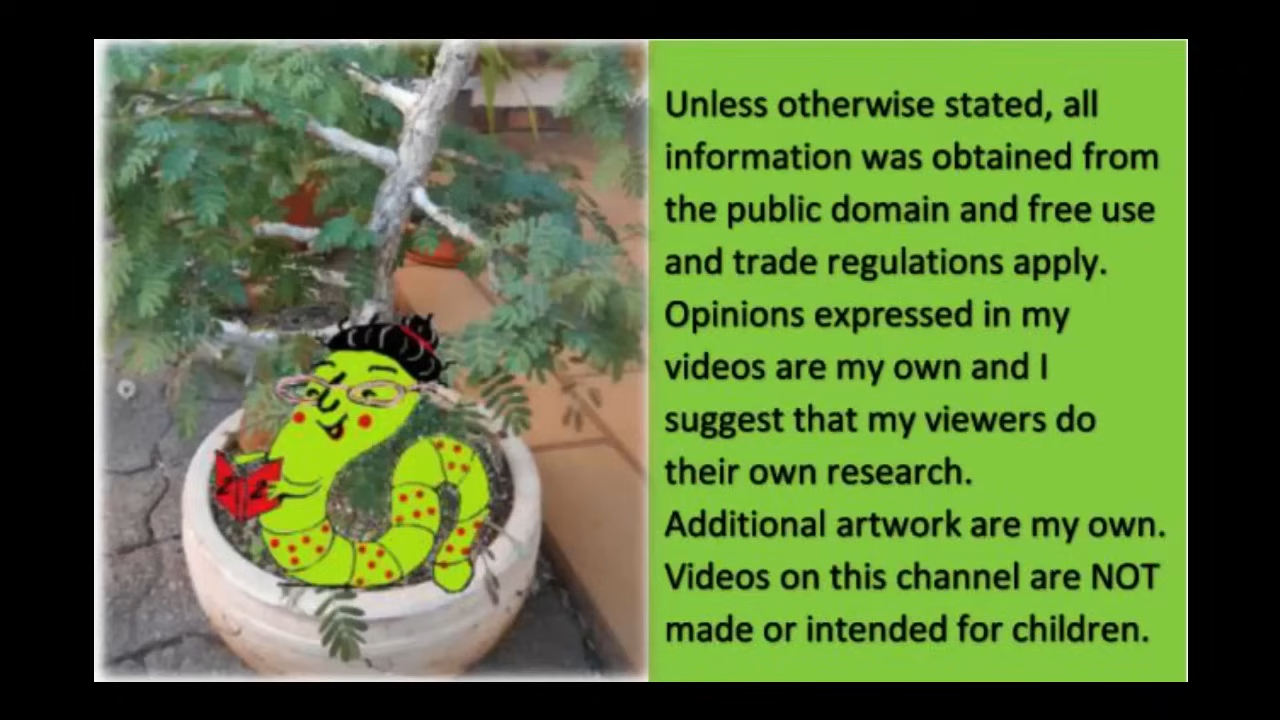 Unless otherwise stated, all
information was obtained from
the public domain and free use
and trade regulations apply.
Opinions expressed in my
videos are my own and I
suggest that my viewers do
their own research.
Additional artwork are my own.
Videos on this channel are NOT
made or intended for children.